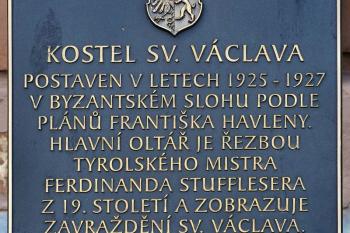 KOSTEL SV. VÁCLAVA
POSTAVEN V LETECH 1925-1927
V BYZANTSKÉM SLOHU PODLE
PLÁNŮ FRANTIŠKA HAVLENY.
HLAVNÍ OLTÁŘ JE ŘEZBOU
TYROLSKÉHO MISTRA
FERDINANDA STUFFLESERA
Z 19. STOLETÍ A ZOBRAZUJE
ZAVRAŽDĚNÍ SV. VÁCLAVA.